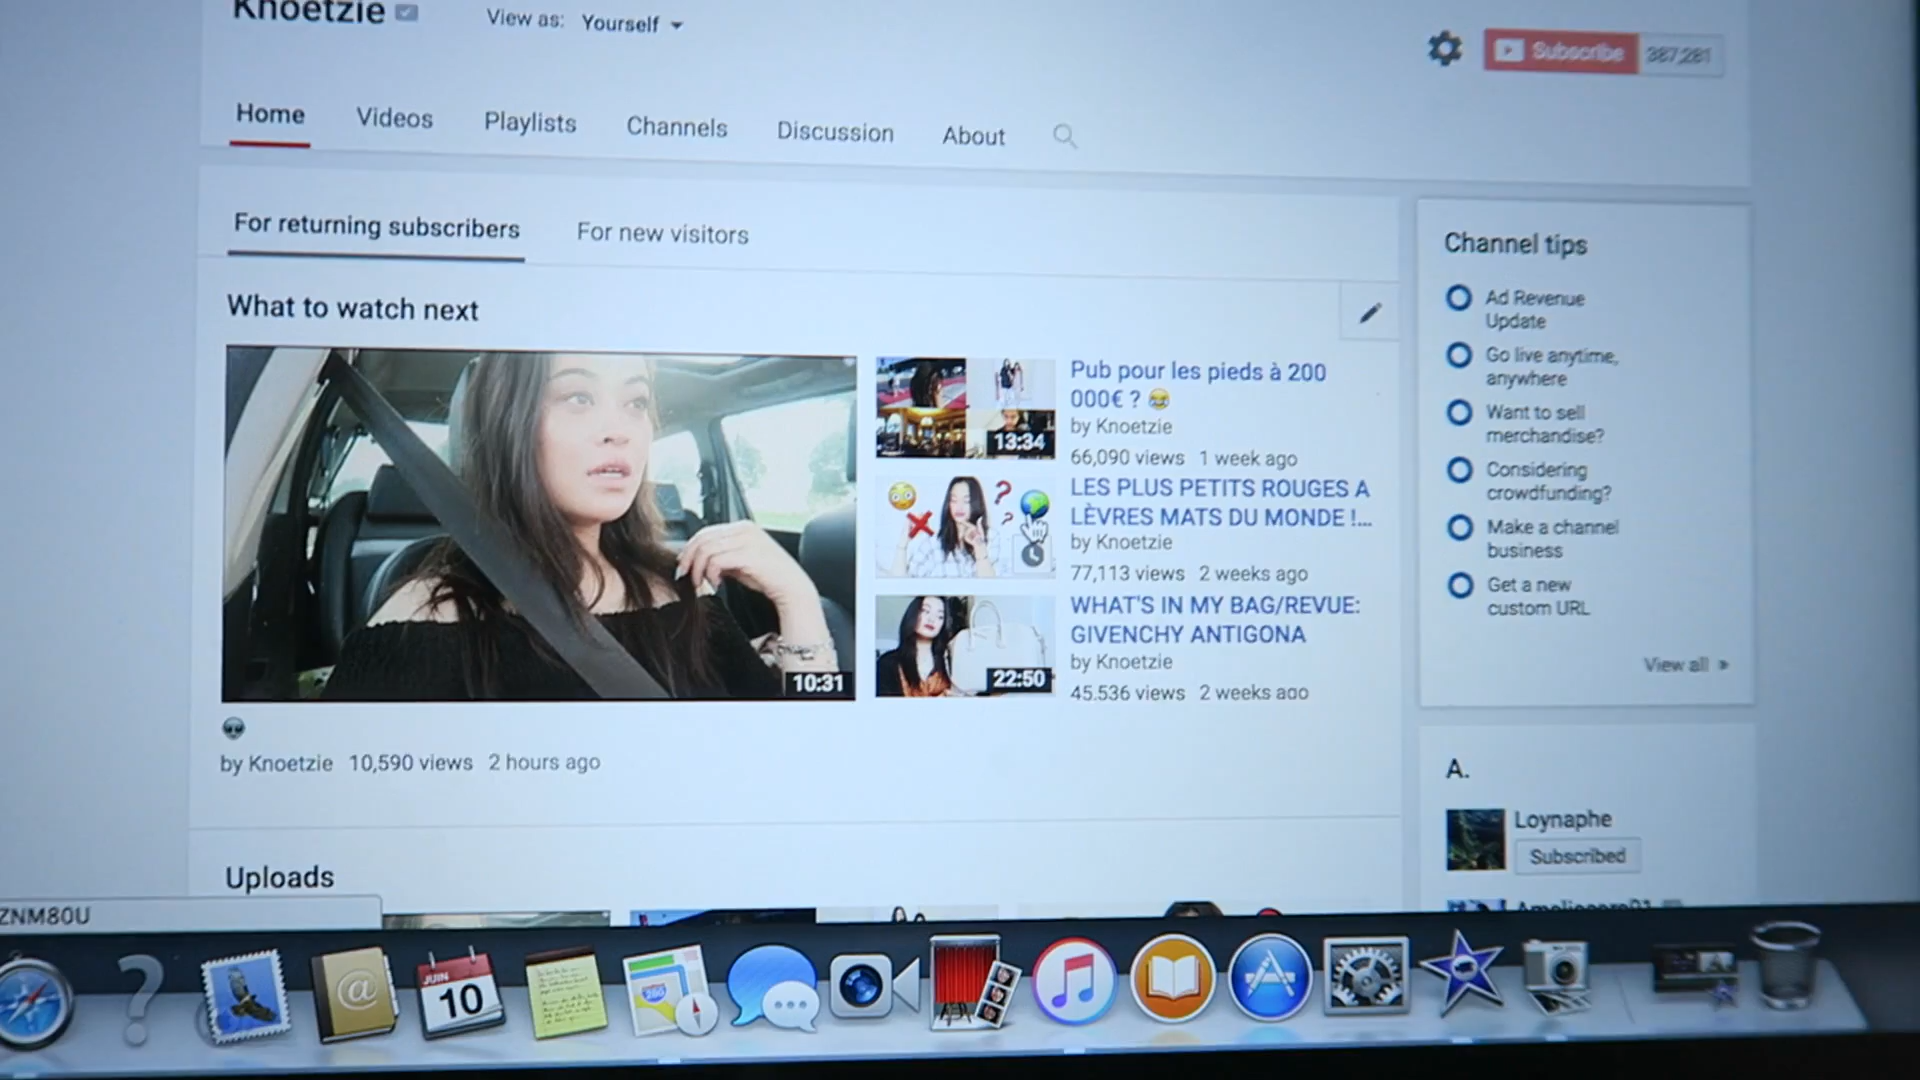 Knoetzie
View as: Yourself
Subscribe 387,281
Home Videos Playlists Channels Discussion About
For returning subscribers For new visitors
What to watch next
10:31
by Knoetzie 10,590 views 2 hours ago
13:34
Pub pour les pieds à 200
000€ ? 😂
by Knoetzie
66,090 views 1 week ago
LES PLUS PETITS ROUGES A
LÈVRES MATS DU MONDE !...
by Knoetzie
77,113 views 2 weeks ago
22:50
WHAT'S IN MY BAG/REVUE:
GIVENCHY ANTIGONA
by Knoetzie
45,536 views 2 weeks ago
Channel tips
Ad Revenue
Update
Go live anytime,
anywhere
Want to sell
merchandise?
Considering
crowdfunding?
Make a channel
business
Get a new
custom URL
View all »
A.
Loynaphe
Subscribed
Uploads
ZNM80U
JUIN
10